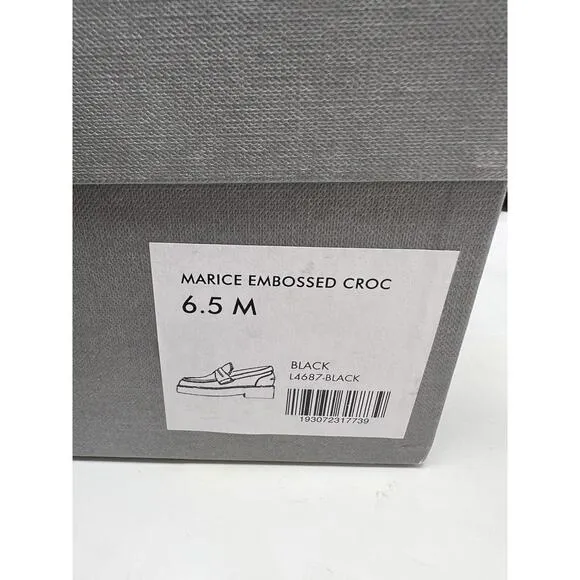 MARICE EMBOSSED CROC
6.5 M
BLACK
L4687-BLACK
193072317739